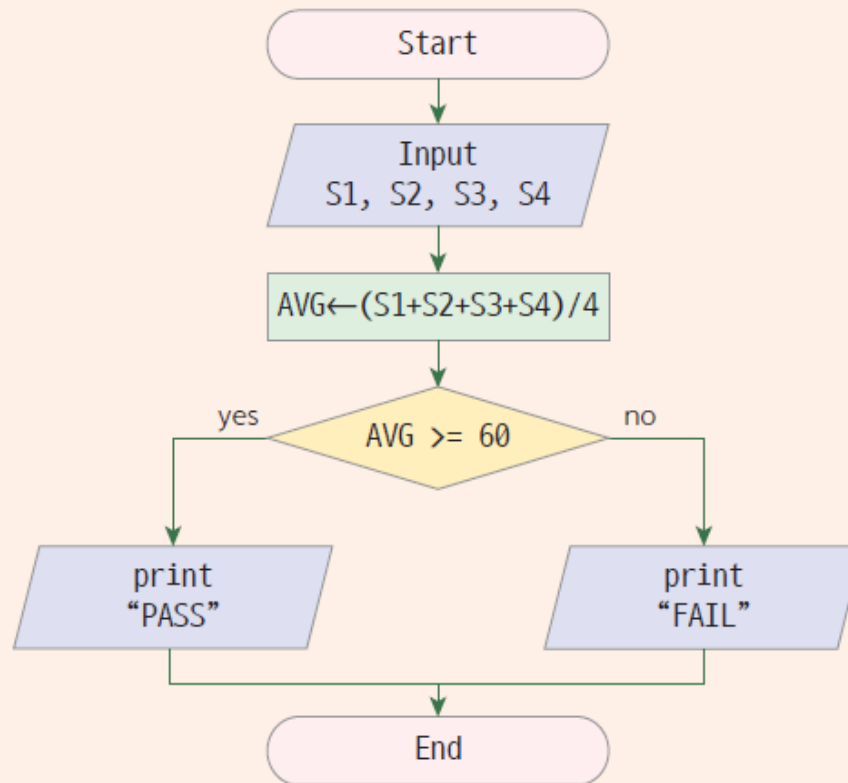 Start
Input
S1, S2, S3, S4
AVG←(S1+S2+S3+S4)/4
AVG >= 60
yes
no
print
“PASS”
print
“FAIL”
End